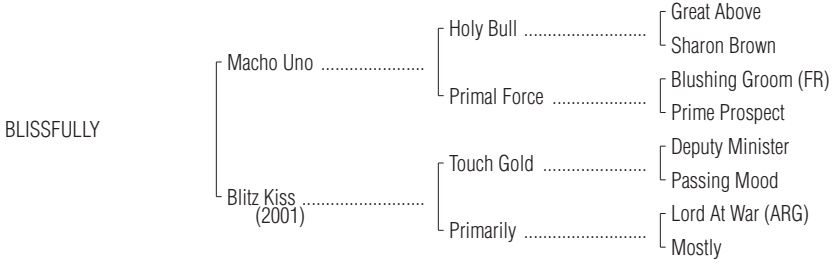 Great Above
Holy Bull ..........................
Sharon Brown
Macho Uno ......................
Blushing Groom (FR)
Primal Force ....................
Prime Prospect
BLISSFULLY
Deputy Minister
Touch Gold ......................
Passing Mood
Blitz Kiss ..........................
(2001)
Lord At War (ARG)
Primarily ..........................
Mostly